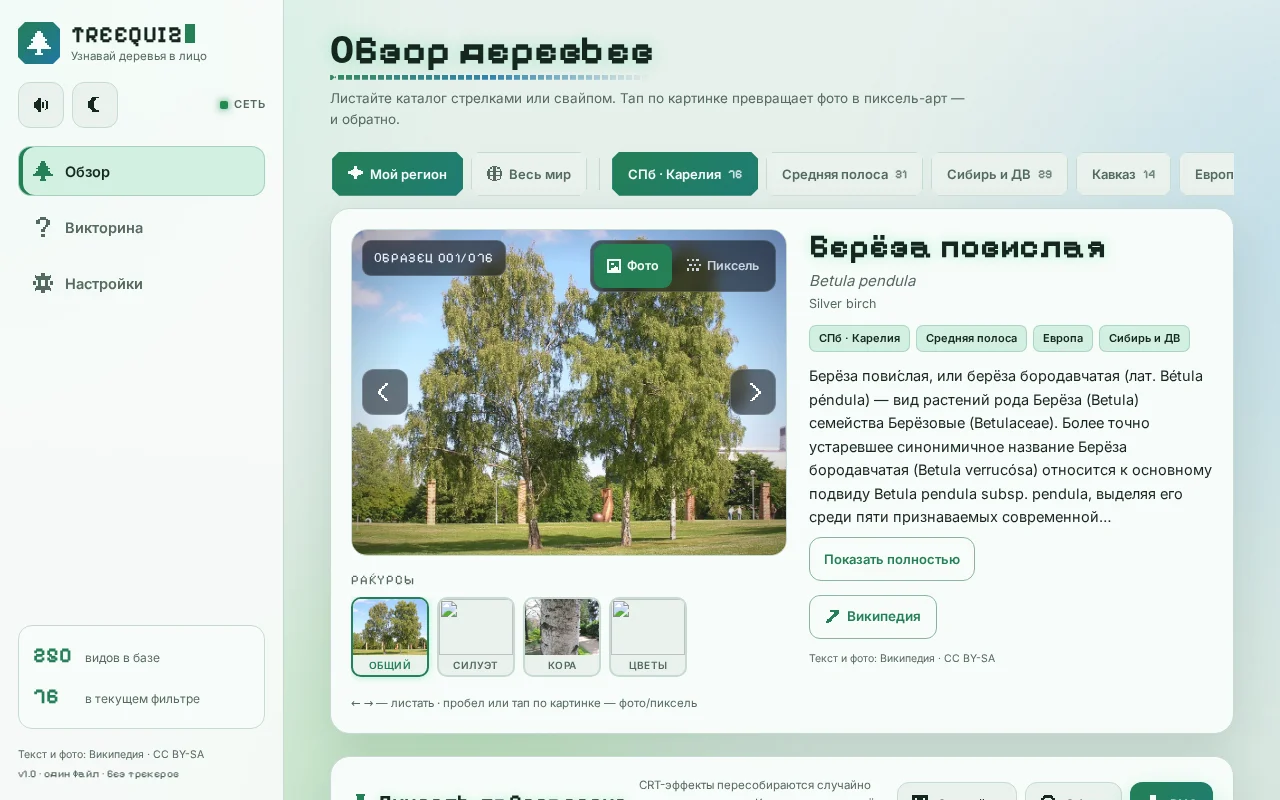 TREEQUIZ
Узнавай деревья в лицо
СЕТЬ
Обзор
Викторина
Настройки
280 видов в базе
76 в текущем фильтре
Текст и фото: Википедия · CC BY-SA
v1.0 · один файл · без трекеров
Обзор деревьев
Листайте каталог стрелками или свайпом. Тап по картинке превращает фото в пиксель-арт —
и обратно.
Мой регион
Весь мир
СПб · Карелия 76
Средняя полоса 31
Сибирь и ДВ 29
Кавказ 14
Европ
ОБРАЗЕЦ 001/076
Фото
Пиксель
РАКУРСЫ
ОБЩИЙ
СИЛУЭТ
КОРА
ЦВЕТЫ
← → — листать · пробел или тап по картинке — фото/пиксель
Берёза повислая
Betula pendula
Silver birch
СПб · Карелия
Средняя полоса
Европа
Сибирь и ДВ
Берёза пови́слая, или берёза бородавчатая (лат. Bétula
péndula) — вид растений рода Берёза (Betula)
семейства Берёзовые (Betulaceae). Более точно
устаревшее синонимичное название Берёза
бородавчатая (Betula verrucósa) относится к основному
подвиду Betula pendula subsp. pendula, выделяя его
среди пяти признаваемых современной…
Показать полностью
Википедия
Текст и фото: Википедия · CC BY-SA
CRT-эффекты пересобираются случайно